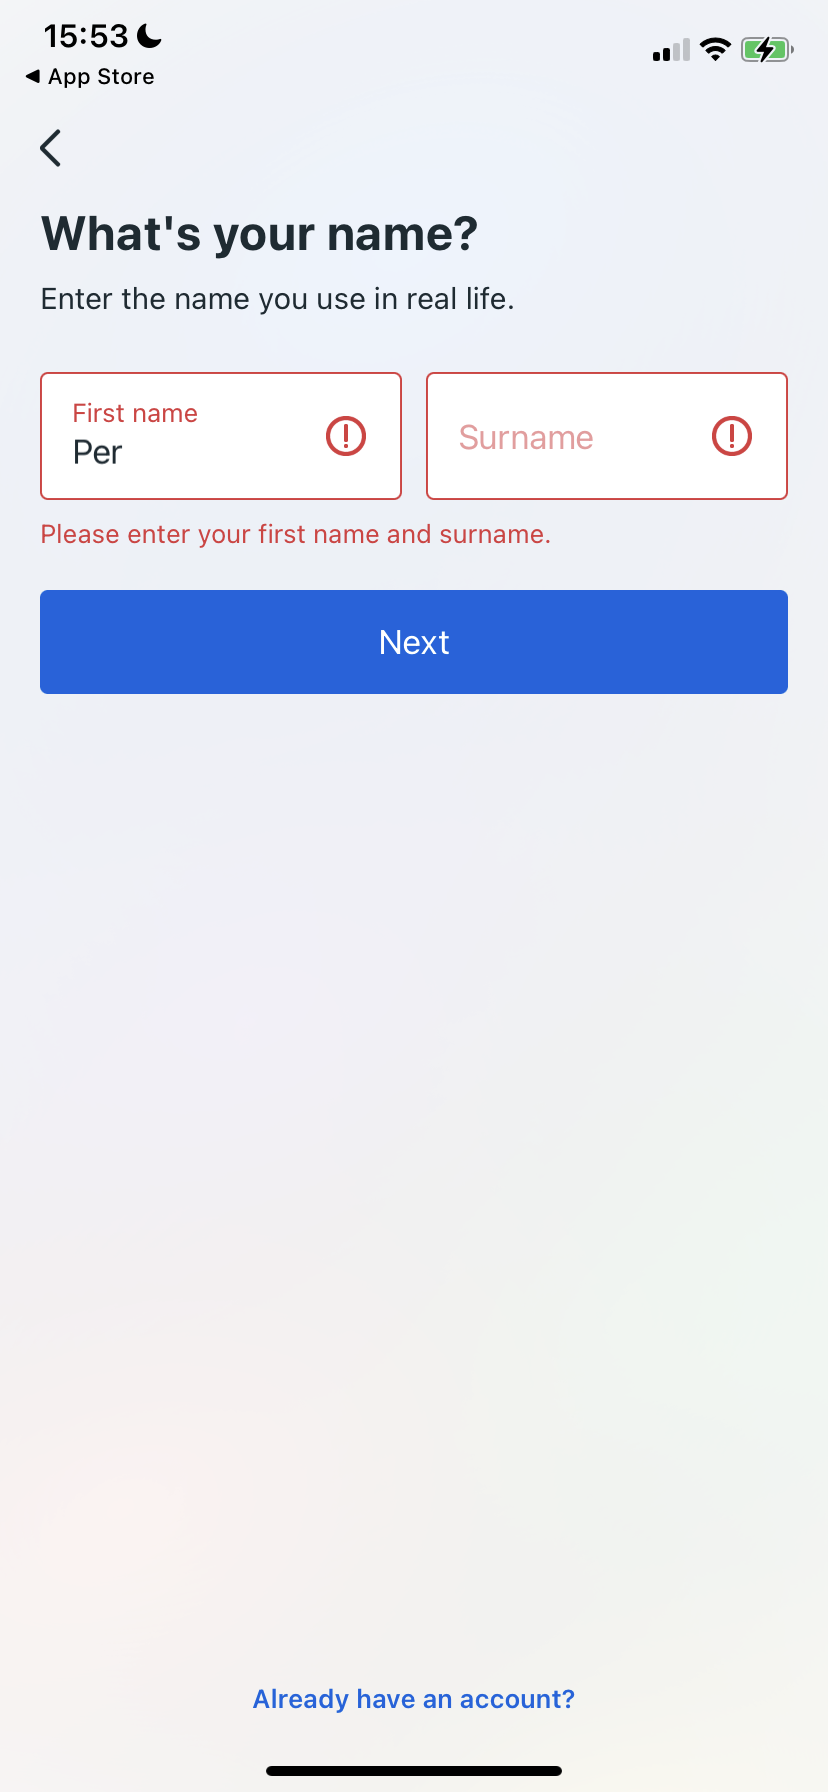 15:53
App Store
What's your name?
Enter the name you use in real life.
First name
Per
Surname
Please enter your first name and surname.
Next
Already have an account?